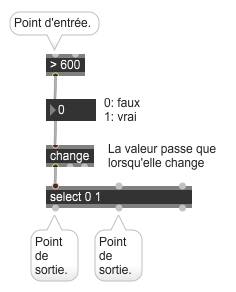 Point d'entrée.
> 600
0
0: faux
1: vrai
change
La valeur passe que
lorsqu'elle change
select 0 1
Point
de
sortie.
Point
de
sortie.